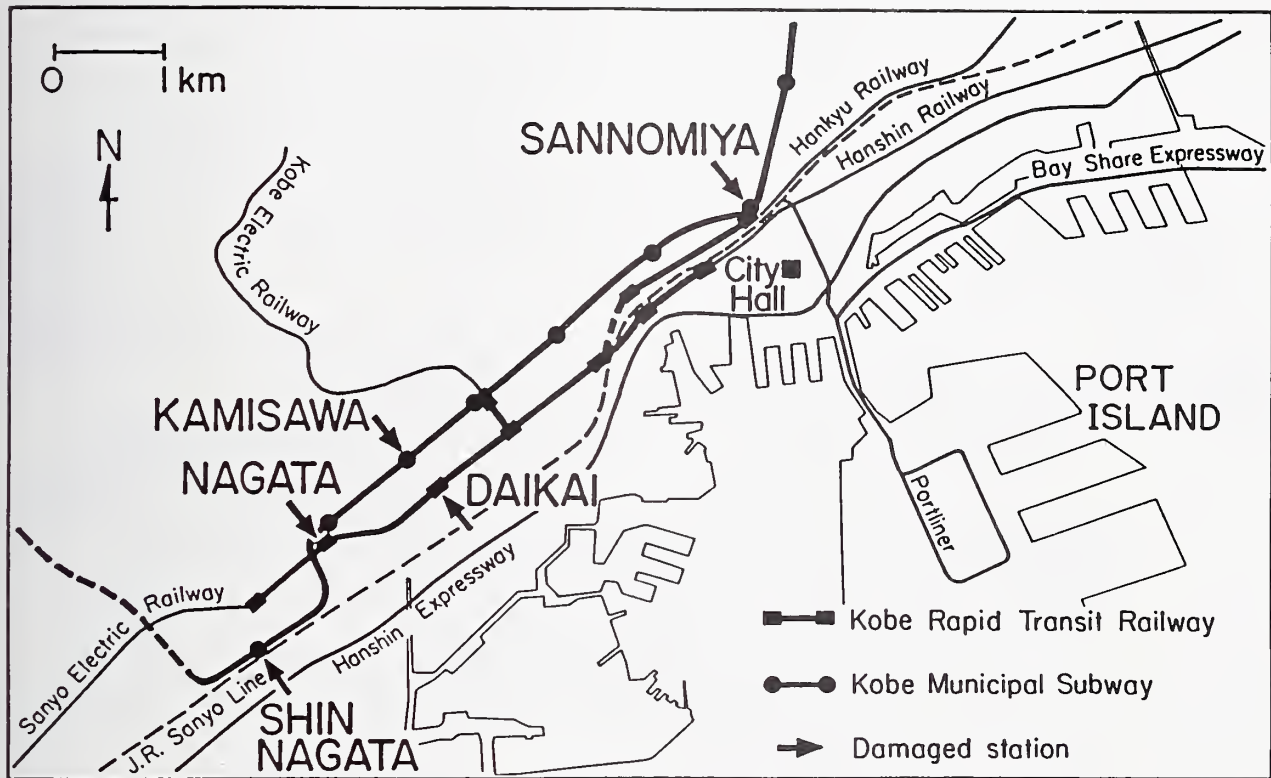 0 1 km
N
Kobe Electric Railway
SANNOMIYA
Hankyu Railway
Hanshin Railway
Bay Share Expressway
City
Hall
PORT
ISLAND
KAMISAWA
NAGATA
DAIKAI
Portliner
Sanyo Electric Railway
J.R. Sanyo Line
Hanshin Expressway
SHIN
NAGATA
Kobe Rapid Transit Railway
Kobe Municipal Subway
Damaged station